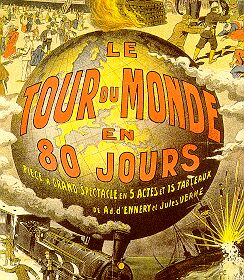 LE
TOUR DU MONDE
EN
80 JOURS
PIÈCE A GRAND SPECTACLE EN 5 ACTES ET 15 TABLEAUX
DE Ad. d'ENNERY et Jules VERNE